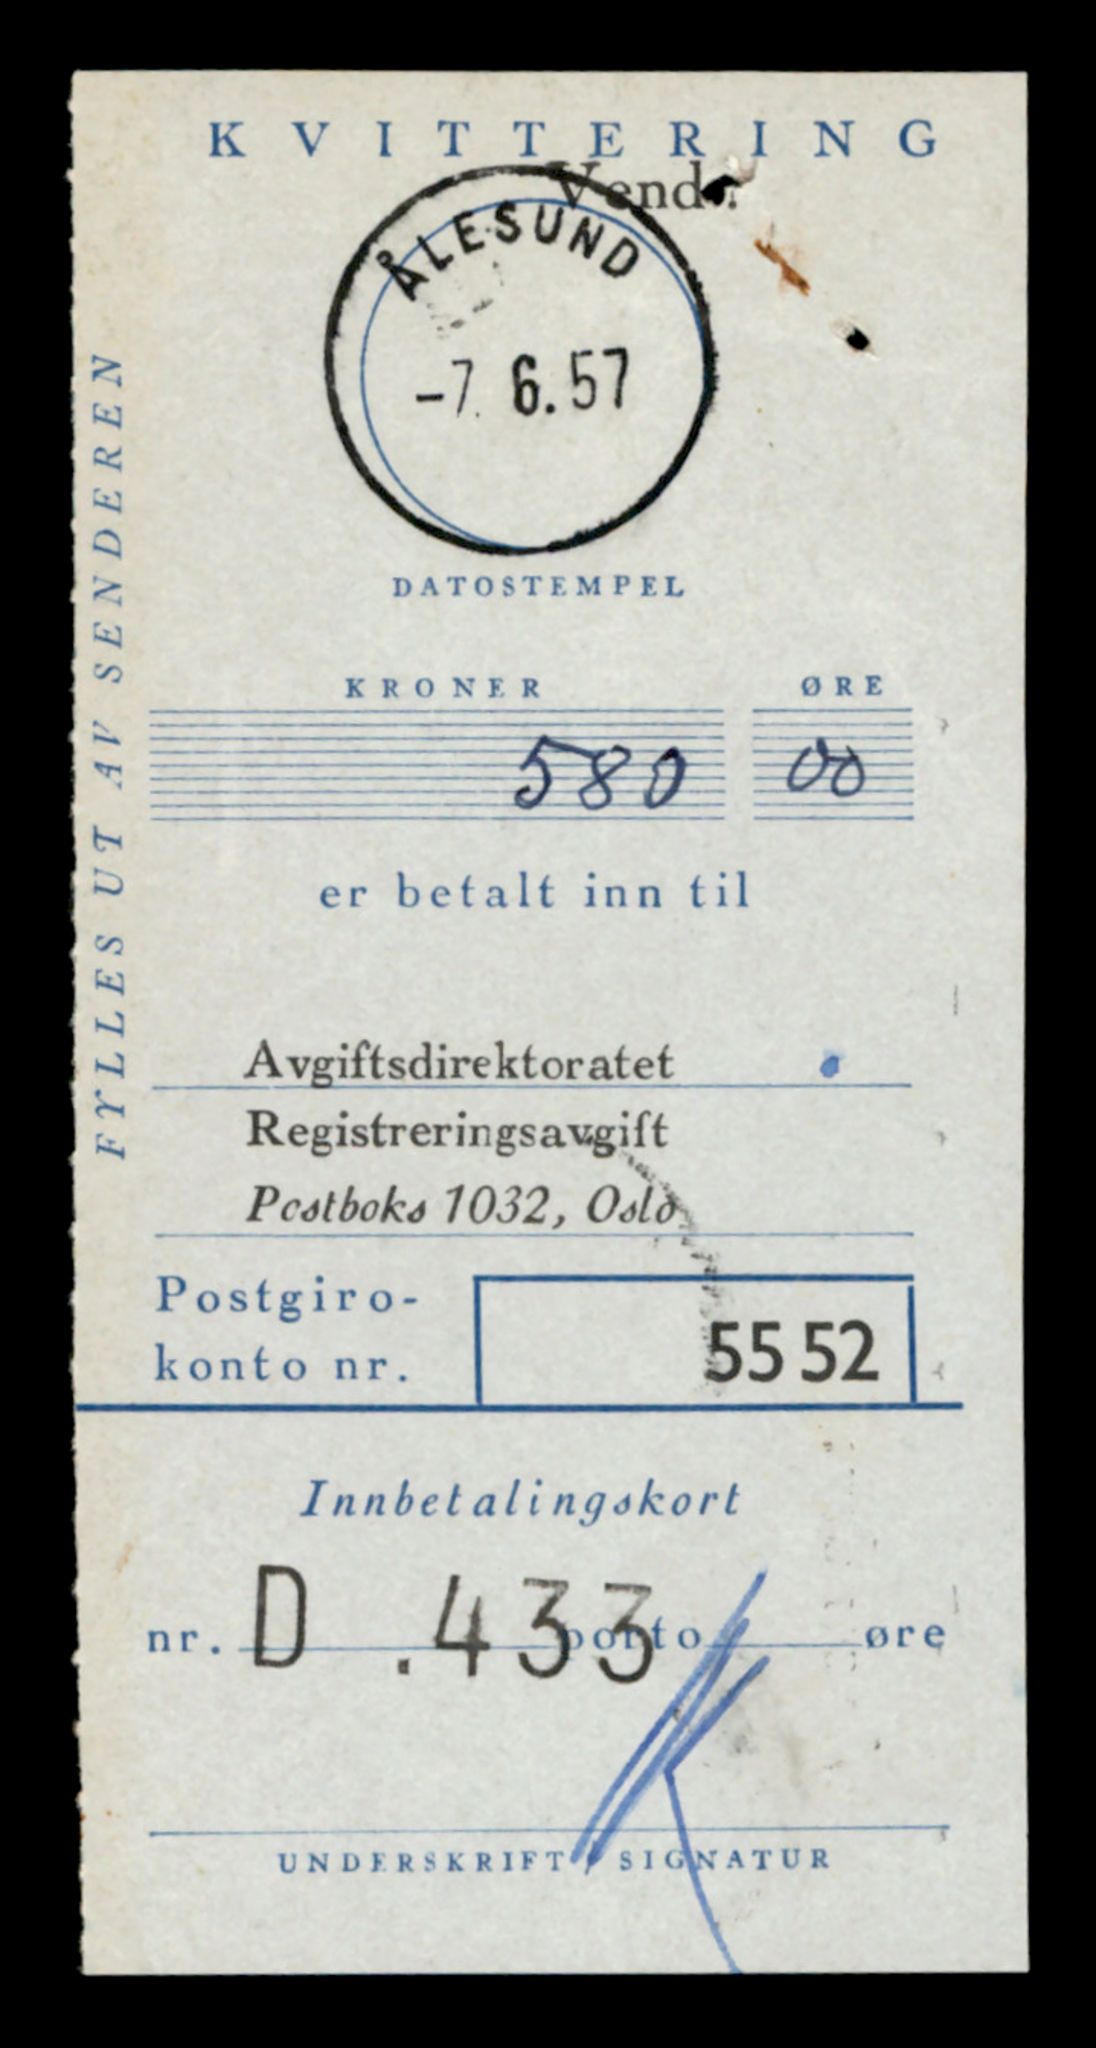 KVITTERING
Vend.
ÅLESUND
-7. 6.57
DATOSTEMPEL
FYLLES UT AV SENDEREN
KRONER ØRE
580 00
er betalt inn til
Avgiftsdirektoratet
Registreringsavgift
Postboks 1032, Oslo
Postgiro-
konto nr. 5552
Innbetalingskort
nr. D .433 porto øre
UNDERSKRIFT SIGNATUR